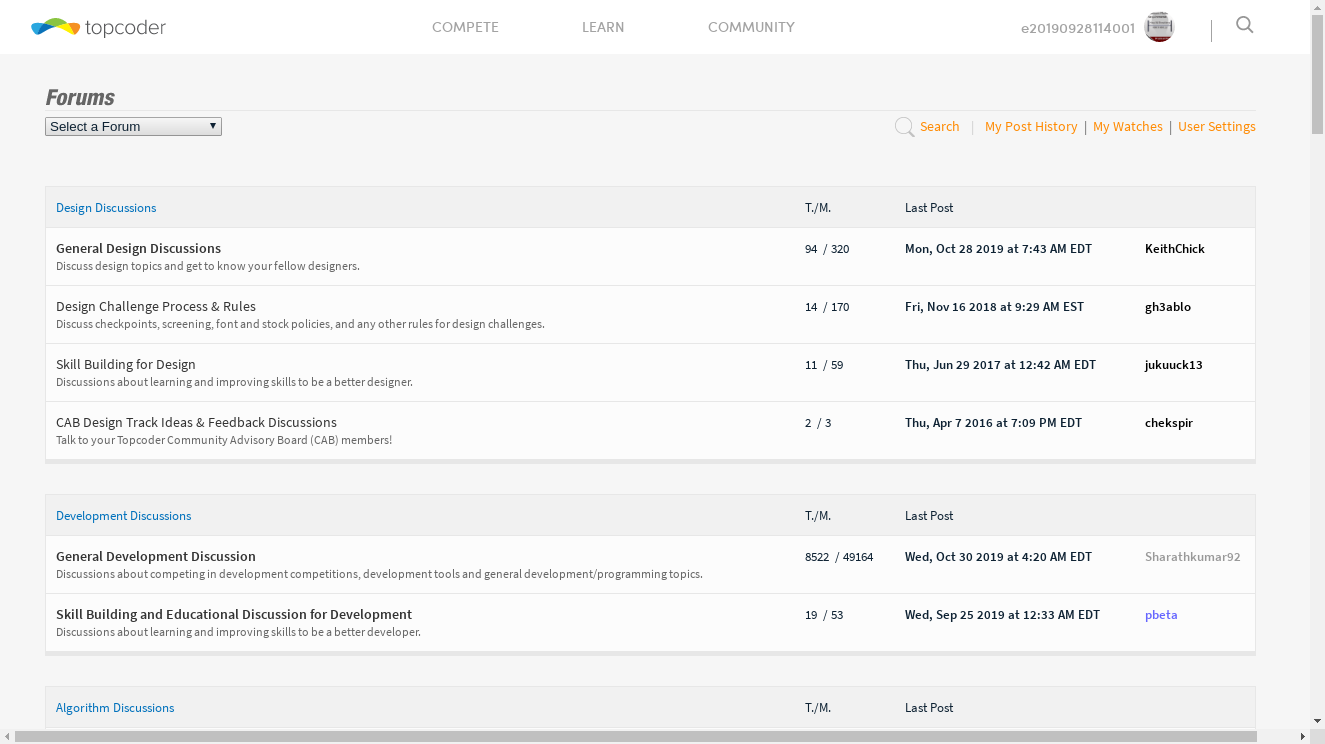 topcoder
COMPETE LEARN COMMUNITY e20190928114001
Forums
Select a Forum Search | My Post History | My Watches | User Settings
Design Discussions T./M. Last Post
General Design Discussions 94 / 320 Mon, Oct 28 2019 at 7:43 AM EDT KeithChick
Discuss design topics and get to know your fellow designers.
Design Challenge Process & Rules 14 / 170 Fri, Nov 16 2018 at 9:29 AM EST gh3ablo
Discuss checkpoints, screening, font and stock policies, and any other rules for design challenges.
Skill Building for Design 11 / 59 Thu, Jun 29 2017 at 12:42 AM EDT jukuuck13
Discussions about learning and improving skills to be a better designer.
CAB Design Track Ideas & Feedback Discussions 2 / 3 Thu, Apr 7 2016 at 7:09 PM EDT chekspir
Talk to your Topcoder Community Advisory Board (CAB) members!
Development Discussions T./M. Last Post
General Development Discussion 8522 / 49164 Wed, Oct 30 2019 at 4:20 AM EDT Sharathkumar92
Discussions about competing in development competitions, development tools and general development/programming topics.
Skill Building and Educational Discussion for Development 19 / 53 Wed, Sep 25 2019 at 12:33 AM EDT pbeta
Discussions about learning and improving skills to be a better developer.
Algorithm Discussions T./M. Last Post